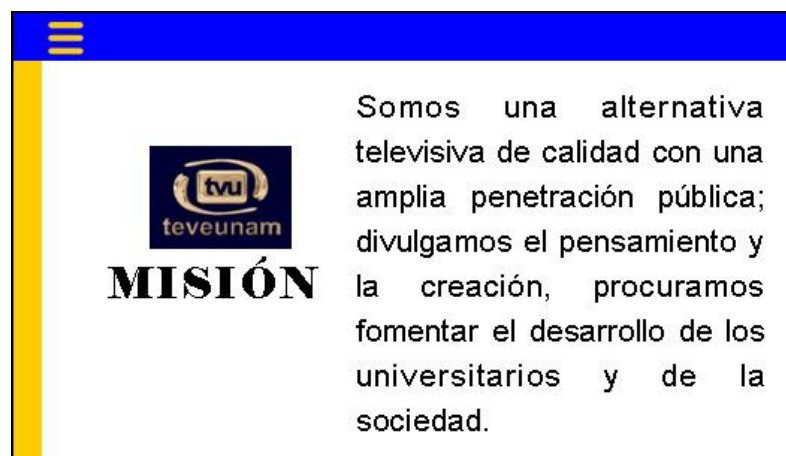 tvu
teveunam
MISIÓN
Somos una alternativa
televisiva de calidad con una
amplia penetración pública;
divulgamos el pensamiento y
la creación, procuramos
fomentar el desarrollo de los
universitarios y de la
sociedad.